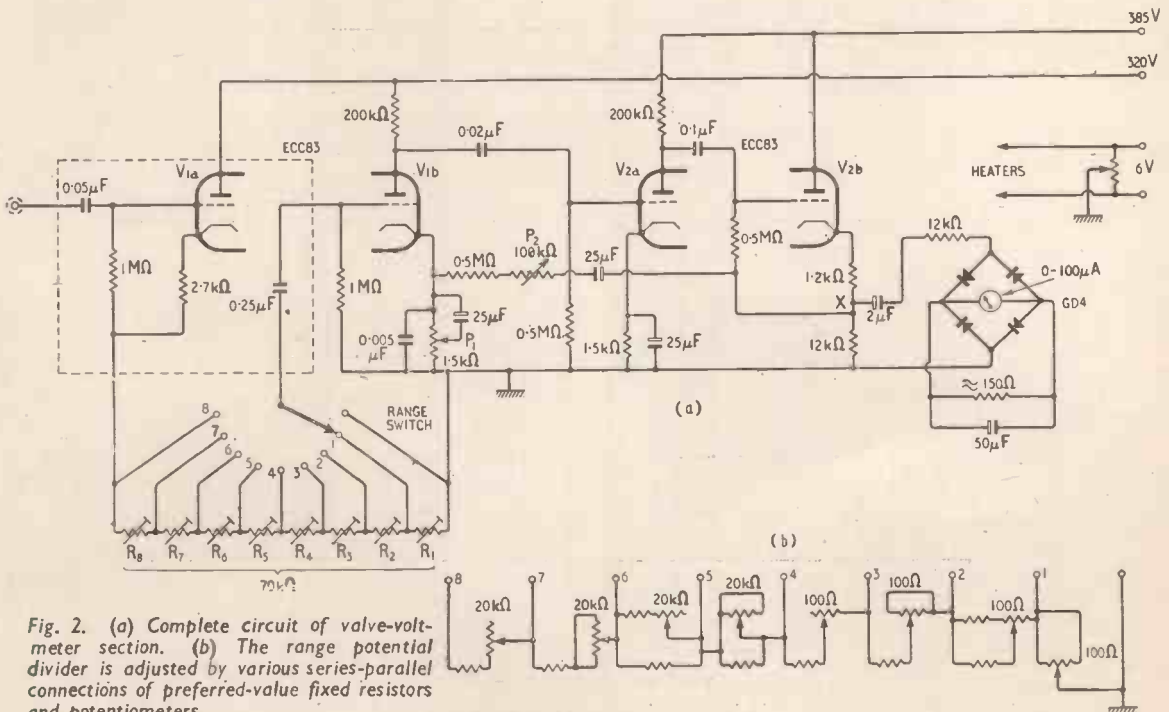 385V
320V
200kΩ
ECC83
0·02μF
200kΩ
0·1μF
ECC83
V1a
V1b
V2a
V2b
HEATERS
6V
0·05μF
1MΩ
2.7kΩ
0·25μF
1MΩ
0·5MΩ
P2
100kΩ
25μF
0·5MΩ
12kΩ
1·2kΩ
0-100μA
X
2μF
GD4
0·005
μF
25μF
P1
1·5kΩ
0·5MΩ
1·5kΩ
25μF
12kΩ
≈150Ω
50μF
(a)
RANGE
SWITCH
8
7
6
5
4
3
2
1
R8 R7 R6 R5 R4 R3 R2 R1
70kΩ
(b)
8 7 6 5 4 3 2 1
20kΩ 20kΩ 20kΩ 20kΩ 100Ω 100Ω 100Ω 100Ω
Fig. 2. (a) Complete circuit of valve-volt-
meter section. (b) The range potential
divider is adjusted by various series-parallel
connections of preferred-value fixed resistors
and potentiometers.